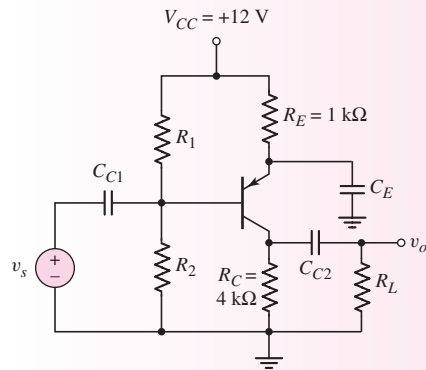 V_CC = +12 V
R_E = 1 kΩ
R_1
C_C1
C_E
v_o
v_s
R_2
R_C =
4 kΩ
C_C2
R_L